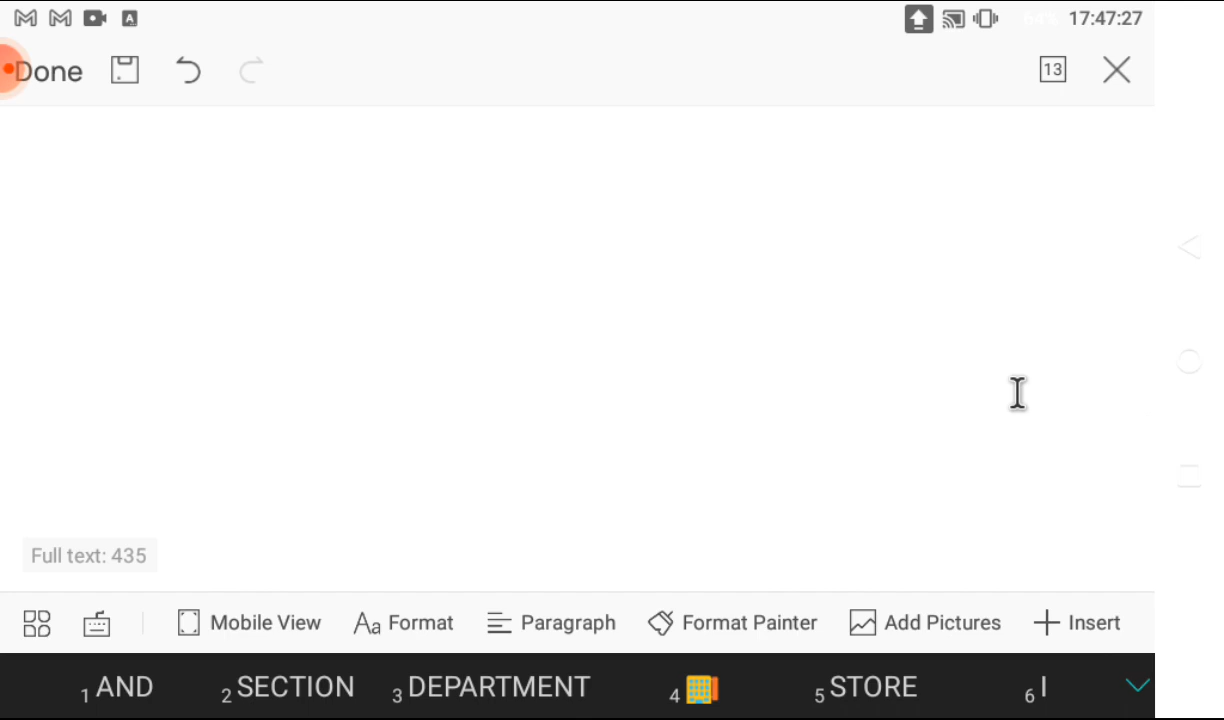 17:47:27
Done
13
Full text: 435
Mobile View
Format
Paragraph
Format Painter
Add Pictures
Insert
1 AND
2 SECTION
3 DEPARTMENT
4
5 STORE
6 I